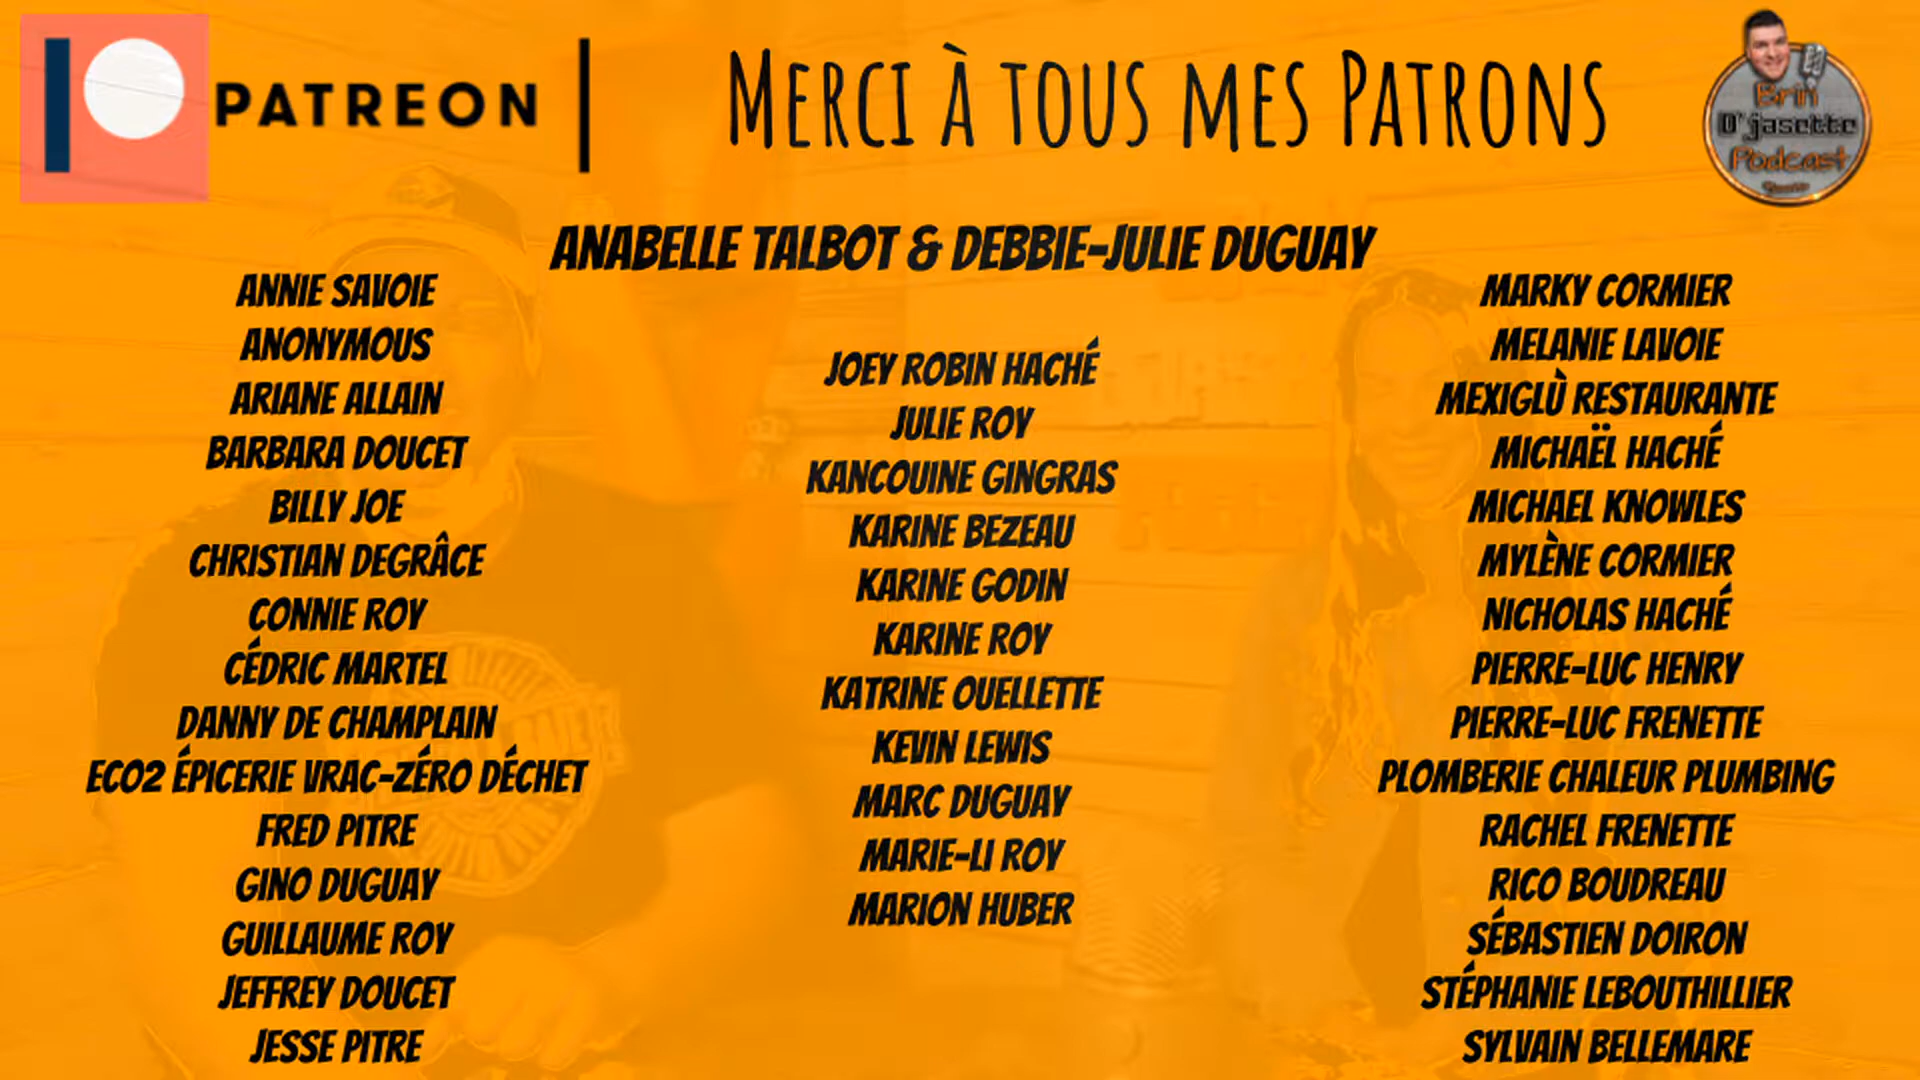 PATREON
MERCI À TOUS MES PATRONS
Brin
D'jasette
Podcast
ANABELLE TALBOT & DEBBIE-JULIE DUGUAY
ANNIE SAVOIE
ANONYMOUS
ARIANE ALLAIN
BARBARA DOUCET
BILLY JOE
CHRISTIAN DEGRÂCE
CONNIE ROY
CÉDRIC MARTEL
DANNY DE CHAMPLAIN
ECO2 ÉPICERIE VRAC-ZÉRO DÉCHET
FRED PITRE
GINO DUGUAY
GUILLAUME ROY
JEFFREY DOUCET
JESSE PITRE
JOEY ROBIN HACHÉ
JULIE ROY
KANCOUINE GINGRAS
KARINE BEZEAU
KARINE GODIN
KARINE ROY
KATRINE OUELLETTE
KEVIN LEWIS
MARC DUGUAY
MARIE-LI ROY
MARION HUBER
MARKY CORMIER
MELANIE LAVOIE
MEXIGLÙ RESTAURANTE
MICHAËL HACHÉ
MICHAEL KNOWLES
MYLÈNE CORMIER
NICHOLAS HACHÉ
PIERRE-LUC HENRY
PIERRE-LUC FRENETTE
PLOMBERIE CHALEUR PLUMBING
RACHEL FRENETTE
RICO BOUDREAU
SÉBASTIEN DOIRON
STÉPHANIE LEBOUTHILLIER
SYLVAIN BELLEMARE